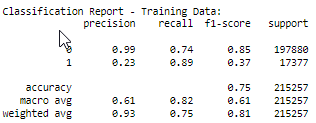 Classification Report - Training Data:
precision recall f1-score support
0 0.99 0.74 0.85 197880
1 0.23 0.89 0.37 17377
accuracy 0.75 215257
macro avg 0.61 0.82 0.61 215257
weighted avg 0.93 0.75 0.81 215257